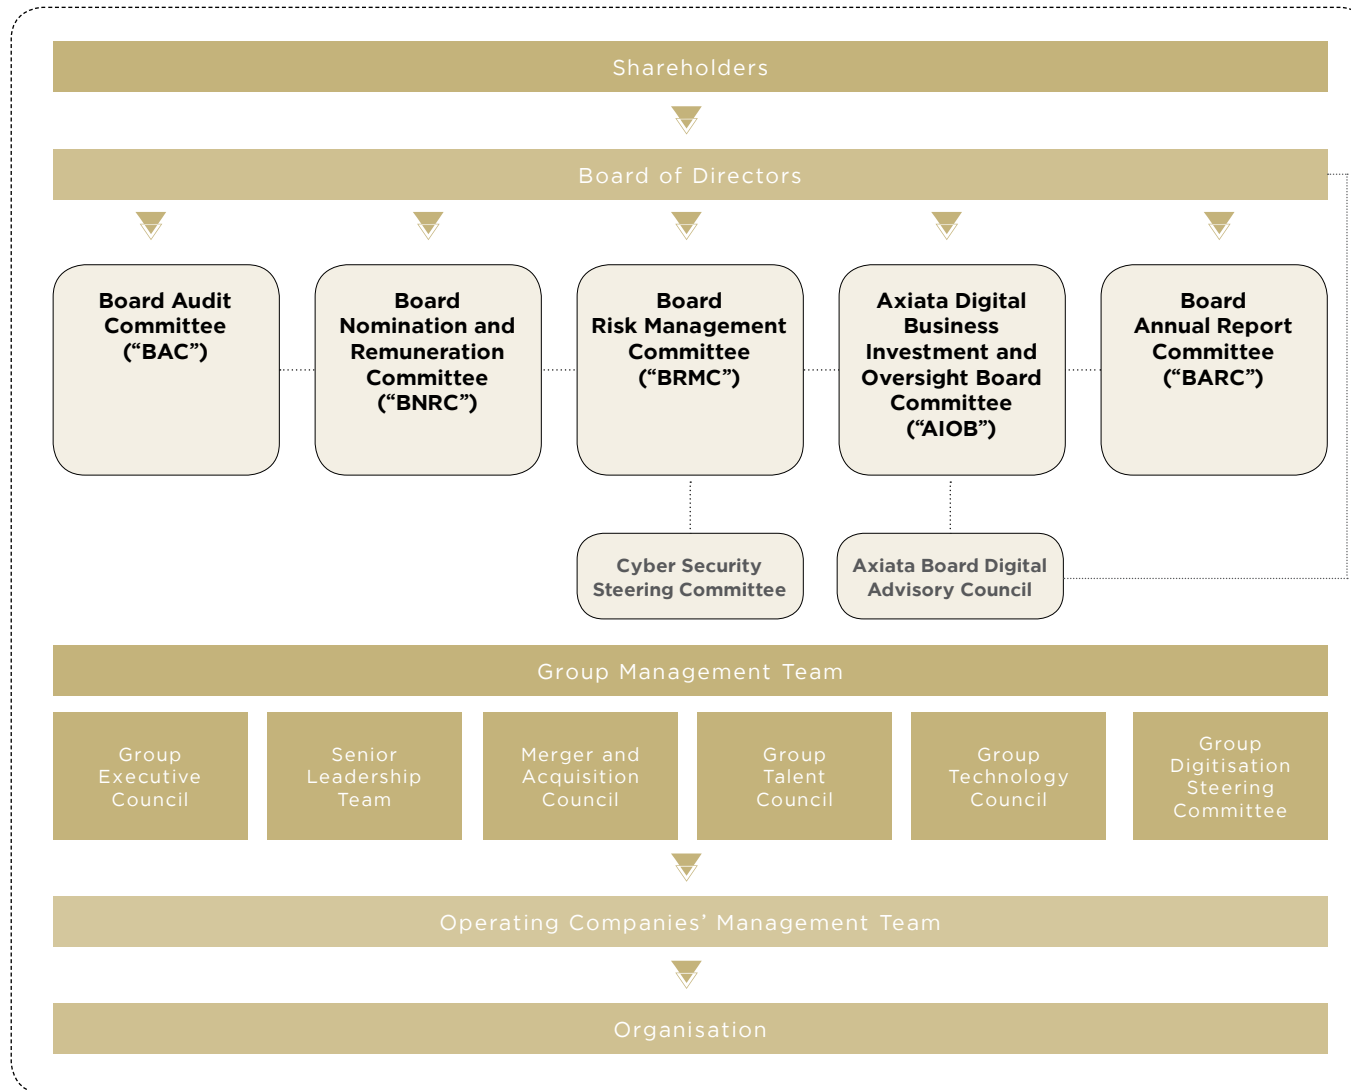 Shareholders
Board of Directors
Board Audit
Committee
(“BAC”)
Board
Nomination and
Remuneration
Committee
(“BNRC”)
Board
Risk Management
Committee
(“BRMC”)
Axiata Digital
Business
Investment and
Oversight Board
Committee
(“AIOB”)
Board
Annual Report
Committee
(“BARC”)
Cyber Security
Steering Committee
Axiata Board Digital
Advisory Council
Group Management Team
Group
Executive
Council
Senior
Leadership
Team
Merger and
Acquisition
Council
Group
Talent
Council
Group
Technology
Council
Group
Digitisation
Steering
Committee
Operating Companies’ Management Team
Organisation